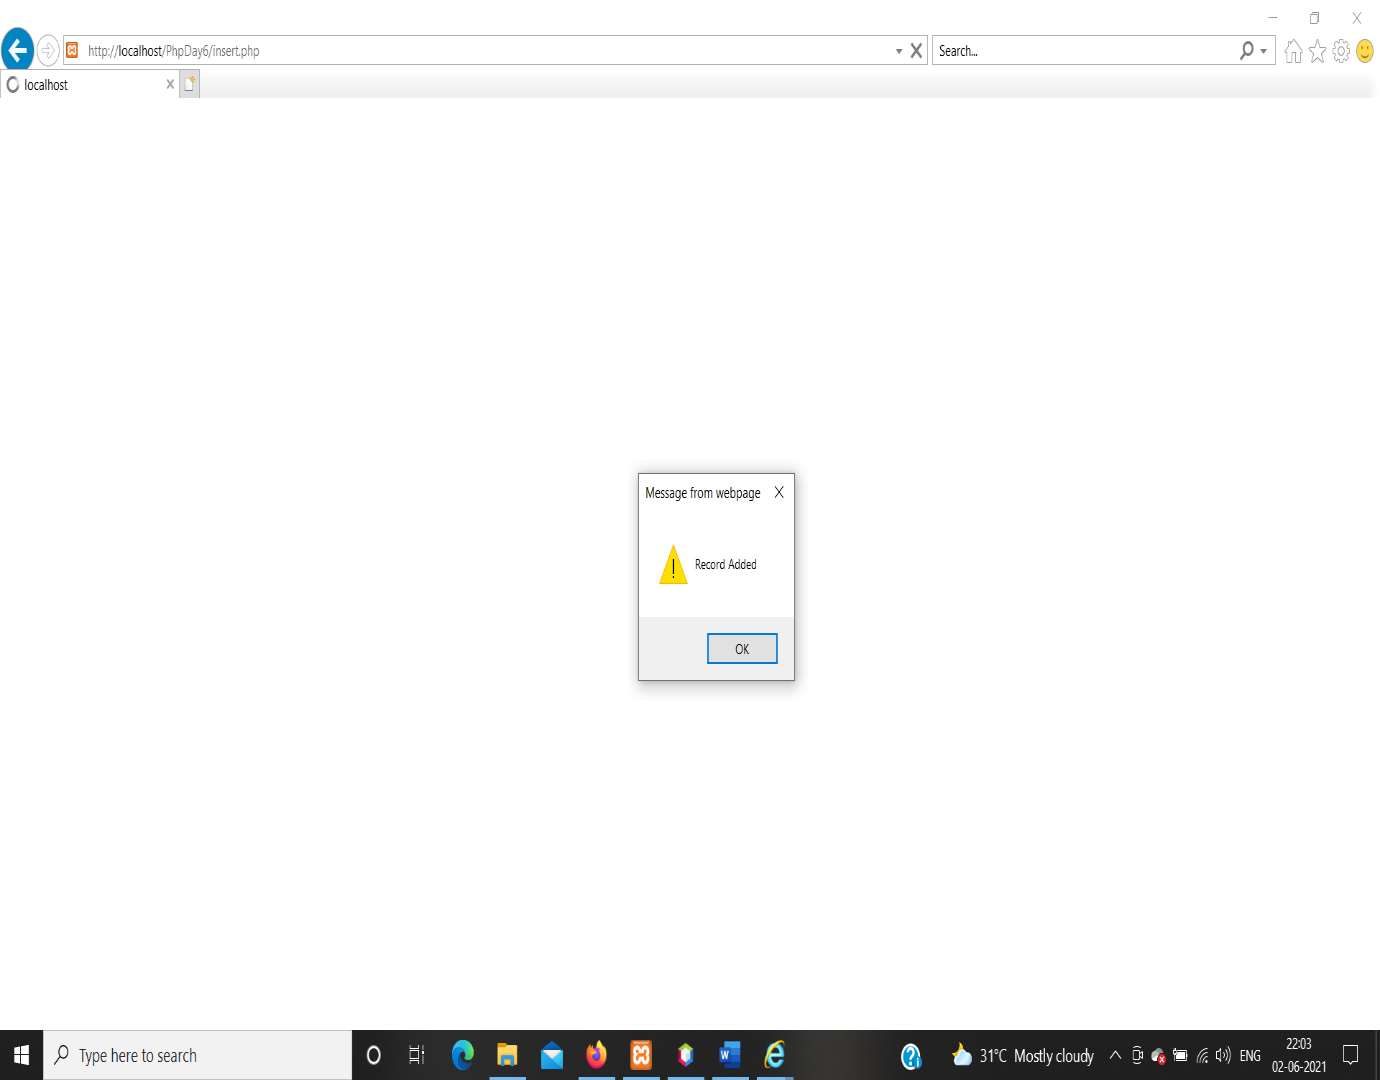 http://localhost/PhpDay6/insert.php
Search...
localhost
Message from webpage
Record Added
OK
Type here to search
31°C Mostly cloudy
ENG
22:03
02-06-2021